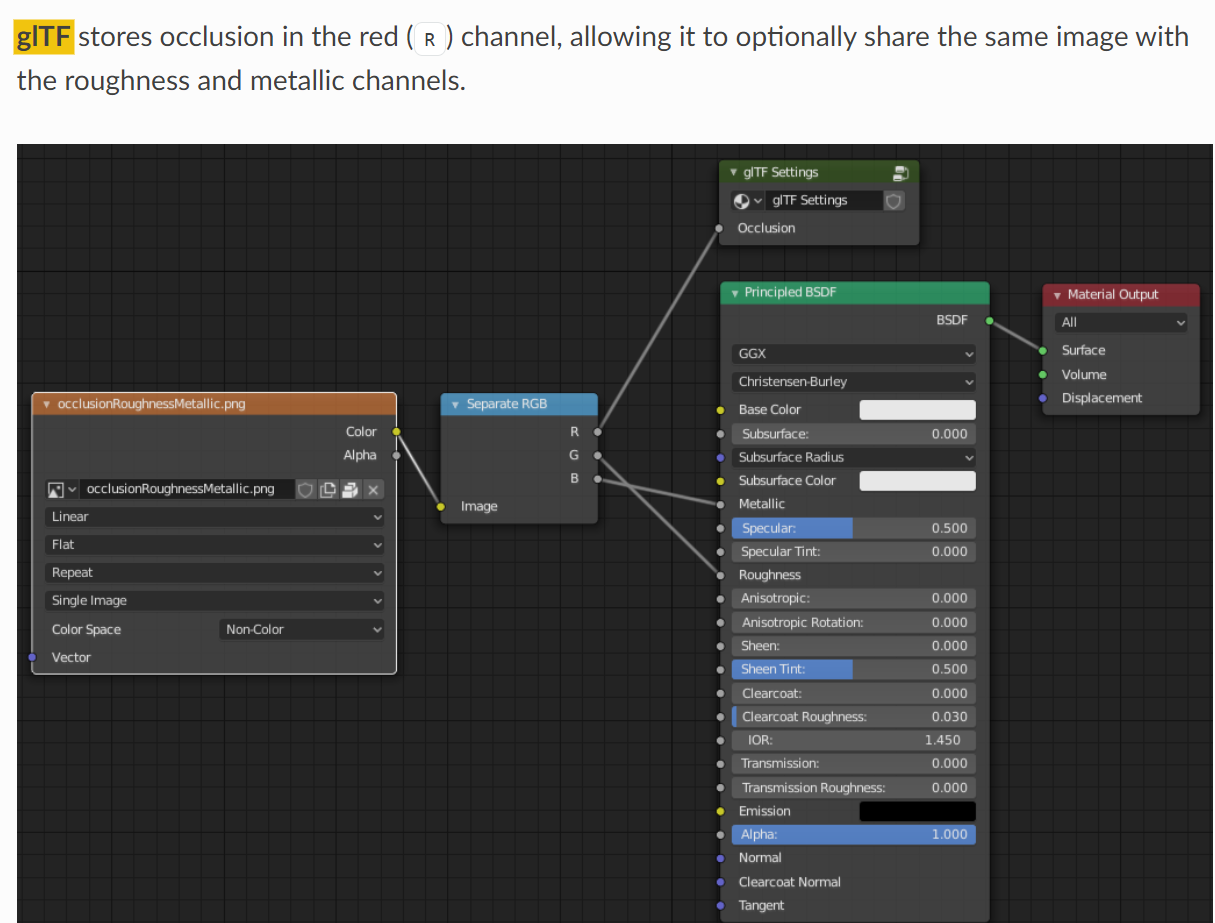 glTF stores occlusion in the red ( R ) channel, allowing it to optionally share the same image with
the roughness and metallic channels.
glTF Settings
glTF Settings
Occlusion
Principled BSDF
BSDF
GGX
Christensen-Burley
Base Color
Subsurface: 0.000
Subsurface Radius
Subsurface Color
Metallic
Specular: 0.500
Specular Tint: 0.000
Roughness
Anisotropic: 0.000
Anisotropic Rotation: 0.000
Sheen: 0.000
Sheen Tint: 0.500
Clearcoat: 0.000
Clearcoat Roughness: 0.030
IOR: 1.450
Transmission: 0.000
Transmission Roughness: 0.000
Emission
Alpha: 1.000
Normal
Clearcoat Normal
Tangent
Material Output
All
Surface
Volume
Displacement
occlusionRoughnessMetallic.png
Color
Alpha
occlusionRoughnessMetallic.png
Linear
Flat
Repeat
Single Image
Color Space Non-Color
Vector
Separate RGB
R
G
B
Image